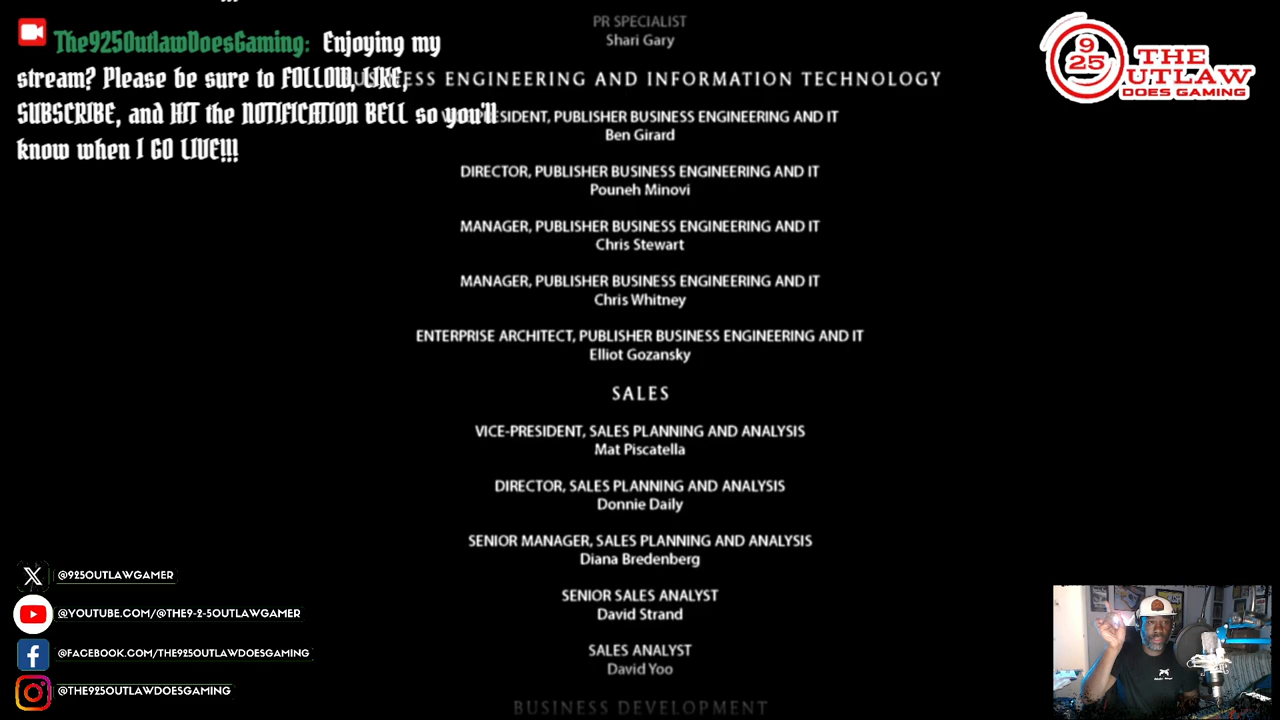 The925OutlawDoesGaming: Enjoying my
stream? Please be sure to FOLLOW, LIKE,
SUBSCRIBE, and HIT the NOTIFICATION BELL so you'll
know when I GO LIVE!!!
PR SPECIALIST
Shari Gary
ESS ENGINEERING AND INFORMATION TECHNOLOGY
PRESIDENT, PUBLISHER BUSINESS ENGINEERING AND IT
Ben Girard
DIRECTOR, PUBLISHER BUSINESS ENGINEERING AND IT
Pouneh Minovi
MANAGER, PUBLISHER BUSINESS ENGINEERING AND IT
Chris Stewart
MANAGER, PUBLISHER BUSINESS ENGINEERING AND IT
Chris Whitney
ENTERPRISE ARCHITECT, PUBLISHER BUSINESS ENGINEERING AND IT
Elliot Gozansky
SALES
VICE-PRESIDENT, SALES PLANNING AND ANALYSIS
Mat Piscatella
DIRECTOR, SALES PLANNING AND ANALYSIS
Donnie Daily
SENIOR MANAGER, SALES PLANNING AND ANALYSIS
Diana Bredenberg
SENIOR SALES ANALYST
David Strand
SALES ANALYST
David Yoo
BUSINESS DEVELOPMENT
9
25
THE
OUTLAW
DOES GAMING
@925OUTLAWGAMER
@YOUTUBE.COM/@THE9-2-5OUTLAWGAMER
@FACEBOOK.COM/THE925OUTLAWDOESGAMING
@THE925OUTLAWDOESGAMING